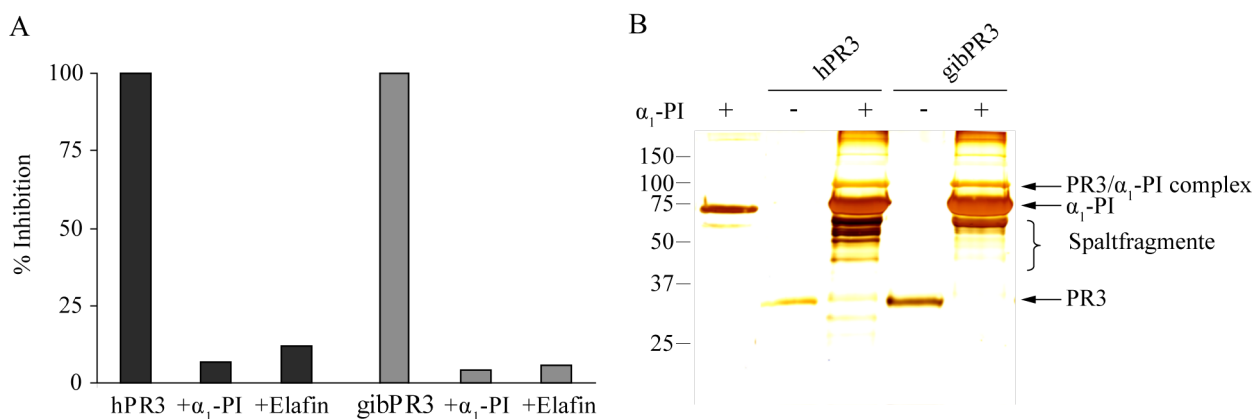 A
% Inhibition
100
75
50
25
0
hPR3 +α₁-PI +Elafin gibPR3 +α₁-PI +Elafin
B
hPR3 gibPR3
α₁-PI + - + - +
150
100
75
50
37
25
PR3/α₁-PI complex
α₁-PI
Spaltfragmente
PR3